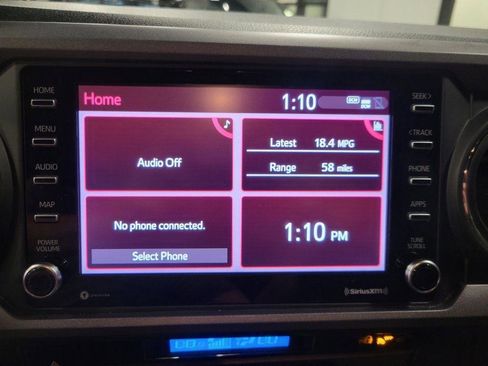 HOME
MENU
AUDIO
MAP
POWER
VOLUME
Home
1:10
DCM
Audio Off
Latest 18.4 MPG
Range 58 miles
No phone connected.
Select Phone
1:10 PM
SEEK >
< TRACK
PHONE
APPS
TUNE
SCROLL
SiriusXM